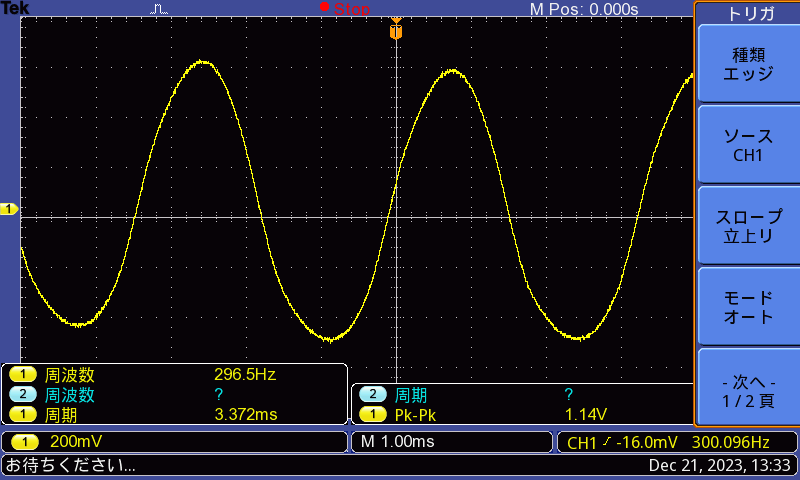 Tek
Stop
M Pos: 0.000s
トリガ
T
種類
エッジ
ソース
CH1
1
スロープ
立上リ
モード
オート
- 次へ -
1 / 2 頁
1 周波数 296.5Hz
2 周波数 ?
1 周期 3.372ms
2 周期 ?
1 Pk-Pk 1.14V
1 200mV
M 1.00ms
CH1 -16.0mV 300.096Hz
お待ちください...
Dec 21, 2023, 13:33